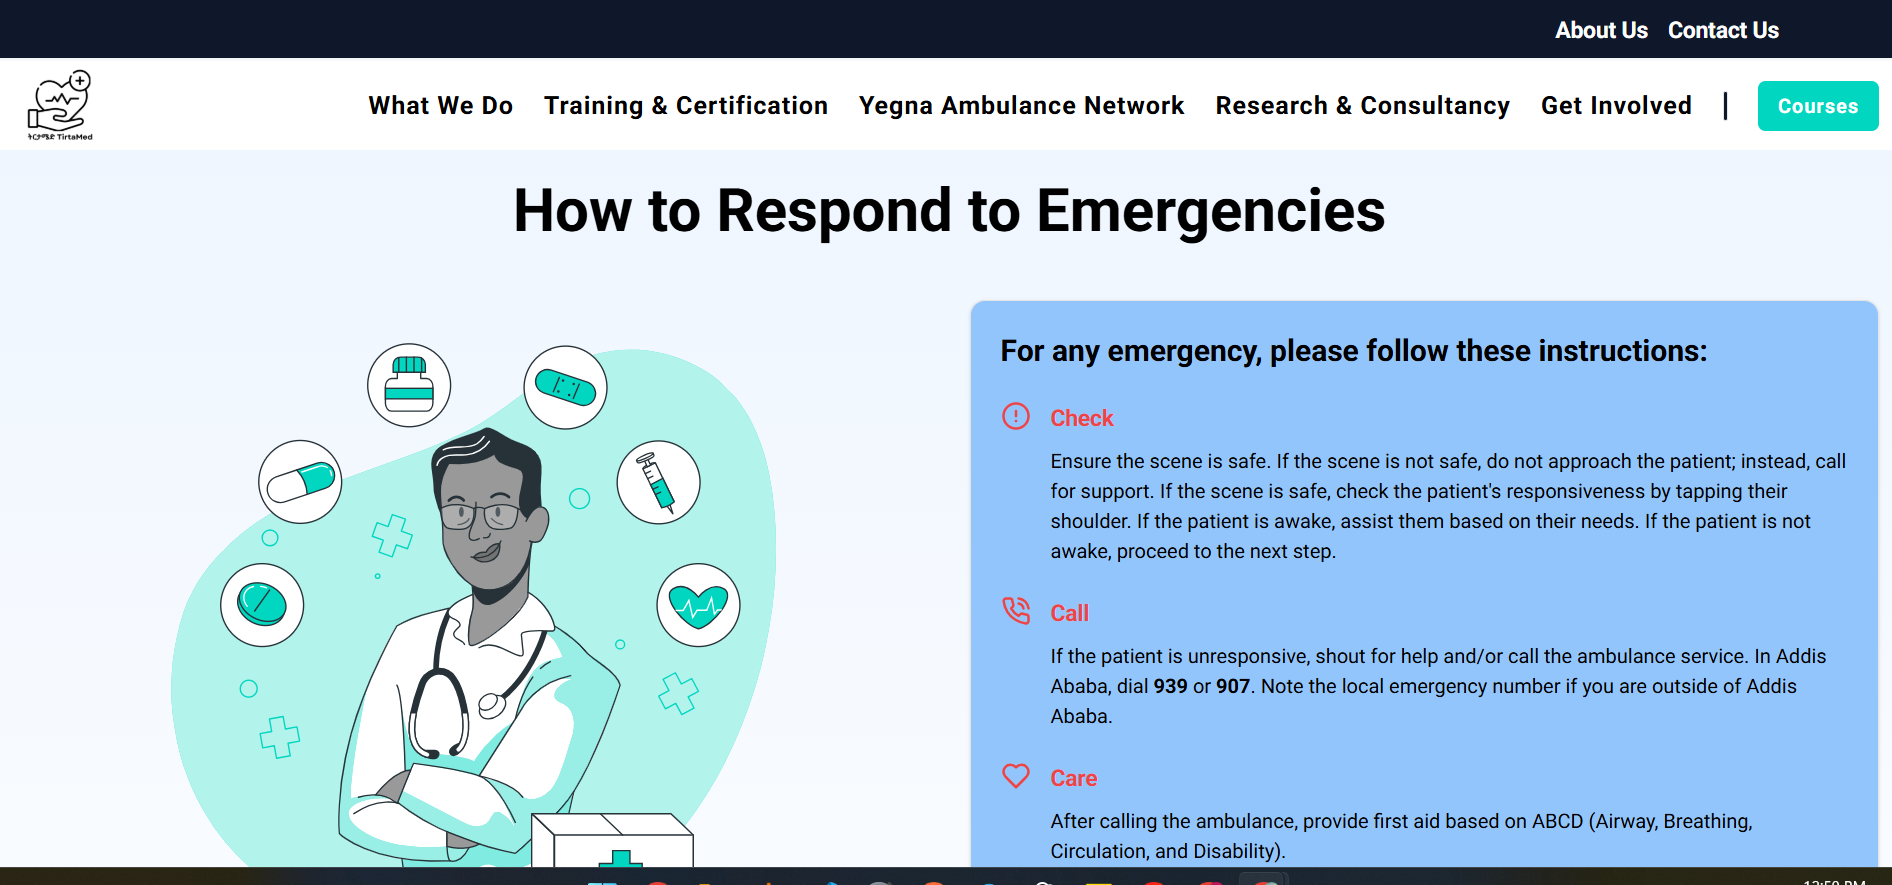 About Us Contact Us
ትርታሜድ TirtaMed
What We Do Training & Certification Yegna Ambulance Network Research & Consultancy Get Involved | Courses
How to Respond to Emergencies
For any emergency, please follow these instructions:
Check
Ensure the scene is safe. If the scene is not safe, do not approach the patient; instead, call
for support. If the scene is safe, check the patient's responsiveness by tapping their
shoulder. If the patient is awake, assist them based on their needs. If the patient is not
awake, proceed to the next step.
Call
If the patient is unresponsive, shout for help and/or call the ambulance service. In Addis
Ababa, dial 939 or 907. Note the local emergency number if you are outside of Addis
Ababa.
Care
After calling the ambulance, provide first aid based on ABCD (Airway, Breathing,
Circulation, and Disability).